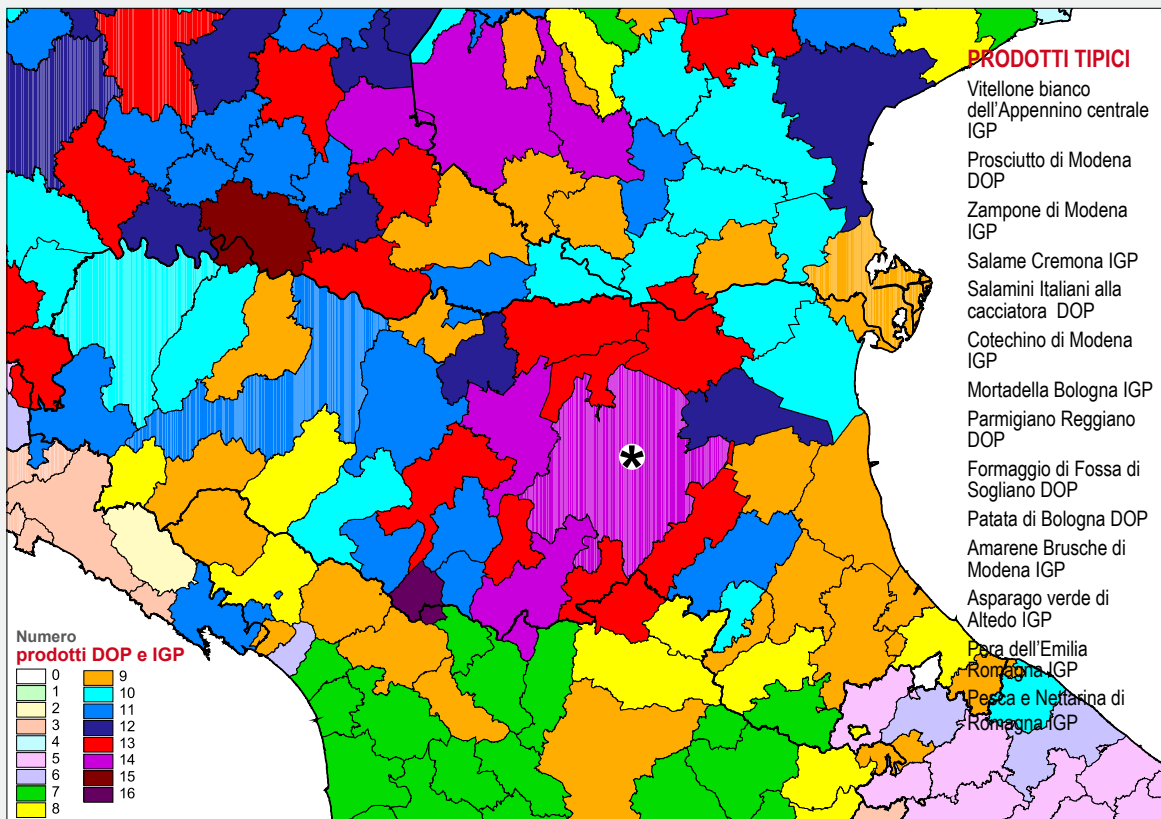 PRODOTTI TIPICI
Vitellone bianco
dell'Appennino centrale
IGP
Prosciutto di Modena
DOP
Zampone di Modena
IGP
Salame Cremona IGP
Salamini Italiani alla
cacciatora DOP
Cotechino di Modena
IGP
Mortadella Bologna IGP
Parmigiano Reggiano
DOP
Formaggio di Fossa di
Sogliano DOP
Patata di Bologna DOP
Amarene Brusche di
Modena IGP
Asparago verde di
Altedo IGP
Pera dell'Emilia
Romagna IGP
Pesca e Nettarina di
Romagna IGP
*
Numero
prodotti DOP e IGP
0
1
2
3
4
5
6
7
8
9
10
11
12
13
14
15
16